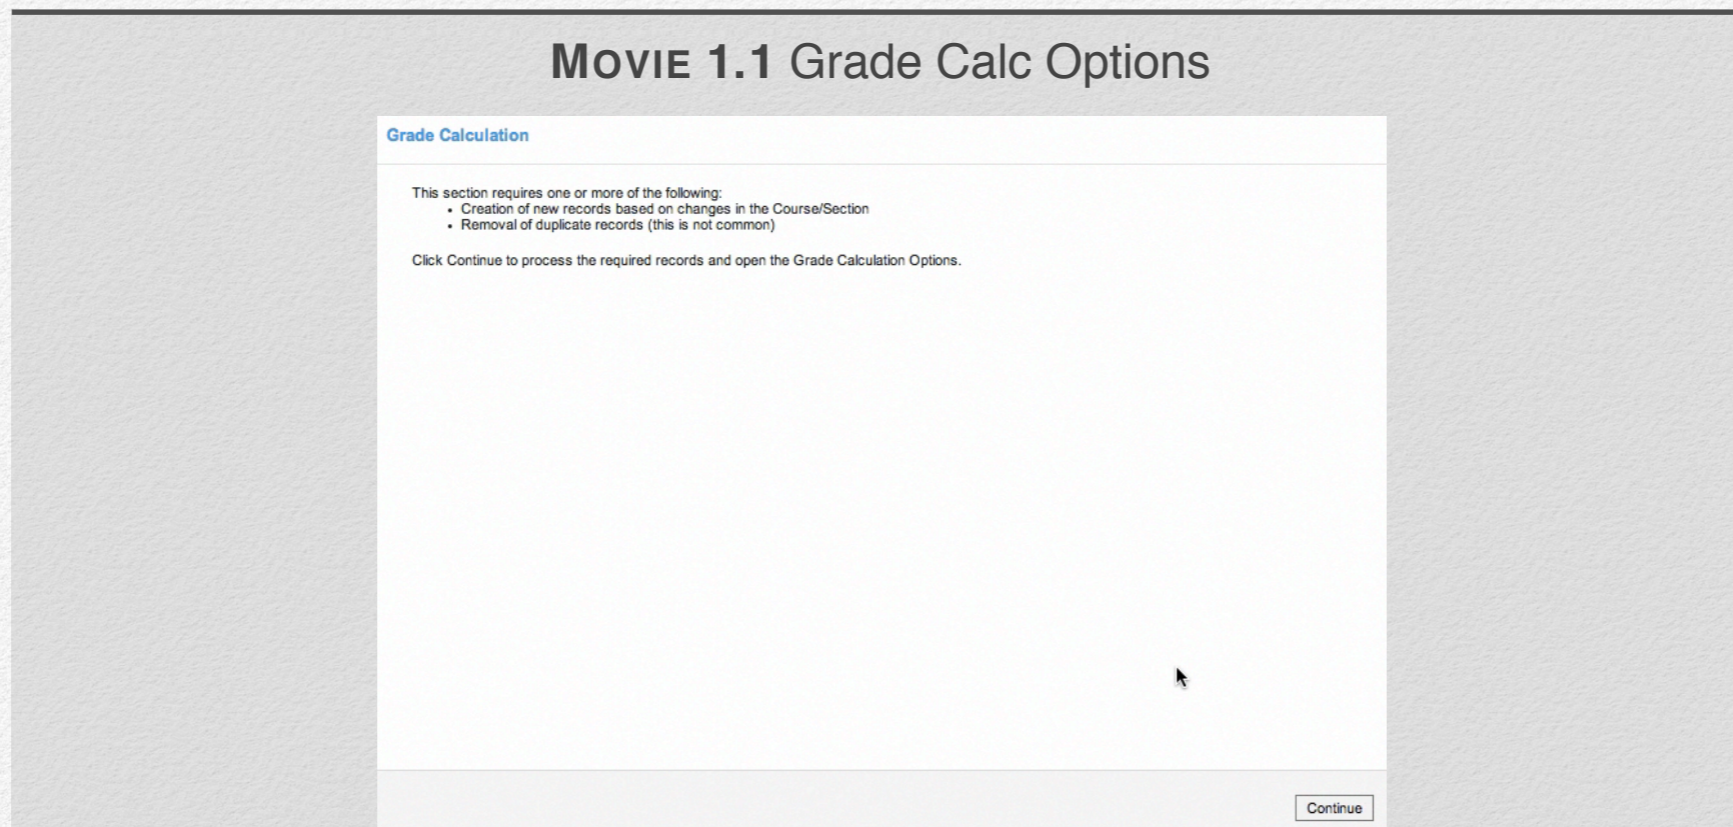 MOVIE 1.1 Grade Calc Options
Grade Calculation
This section requires one or more of the following:
• Creation of new records based on changes in the Course/Section
• Removal of duplicate records (this is not common)
Click Continue to process the required records and open the Grade Calculation Options.
Continue